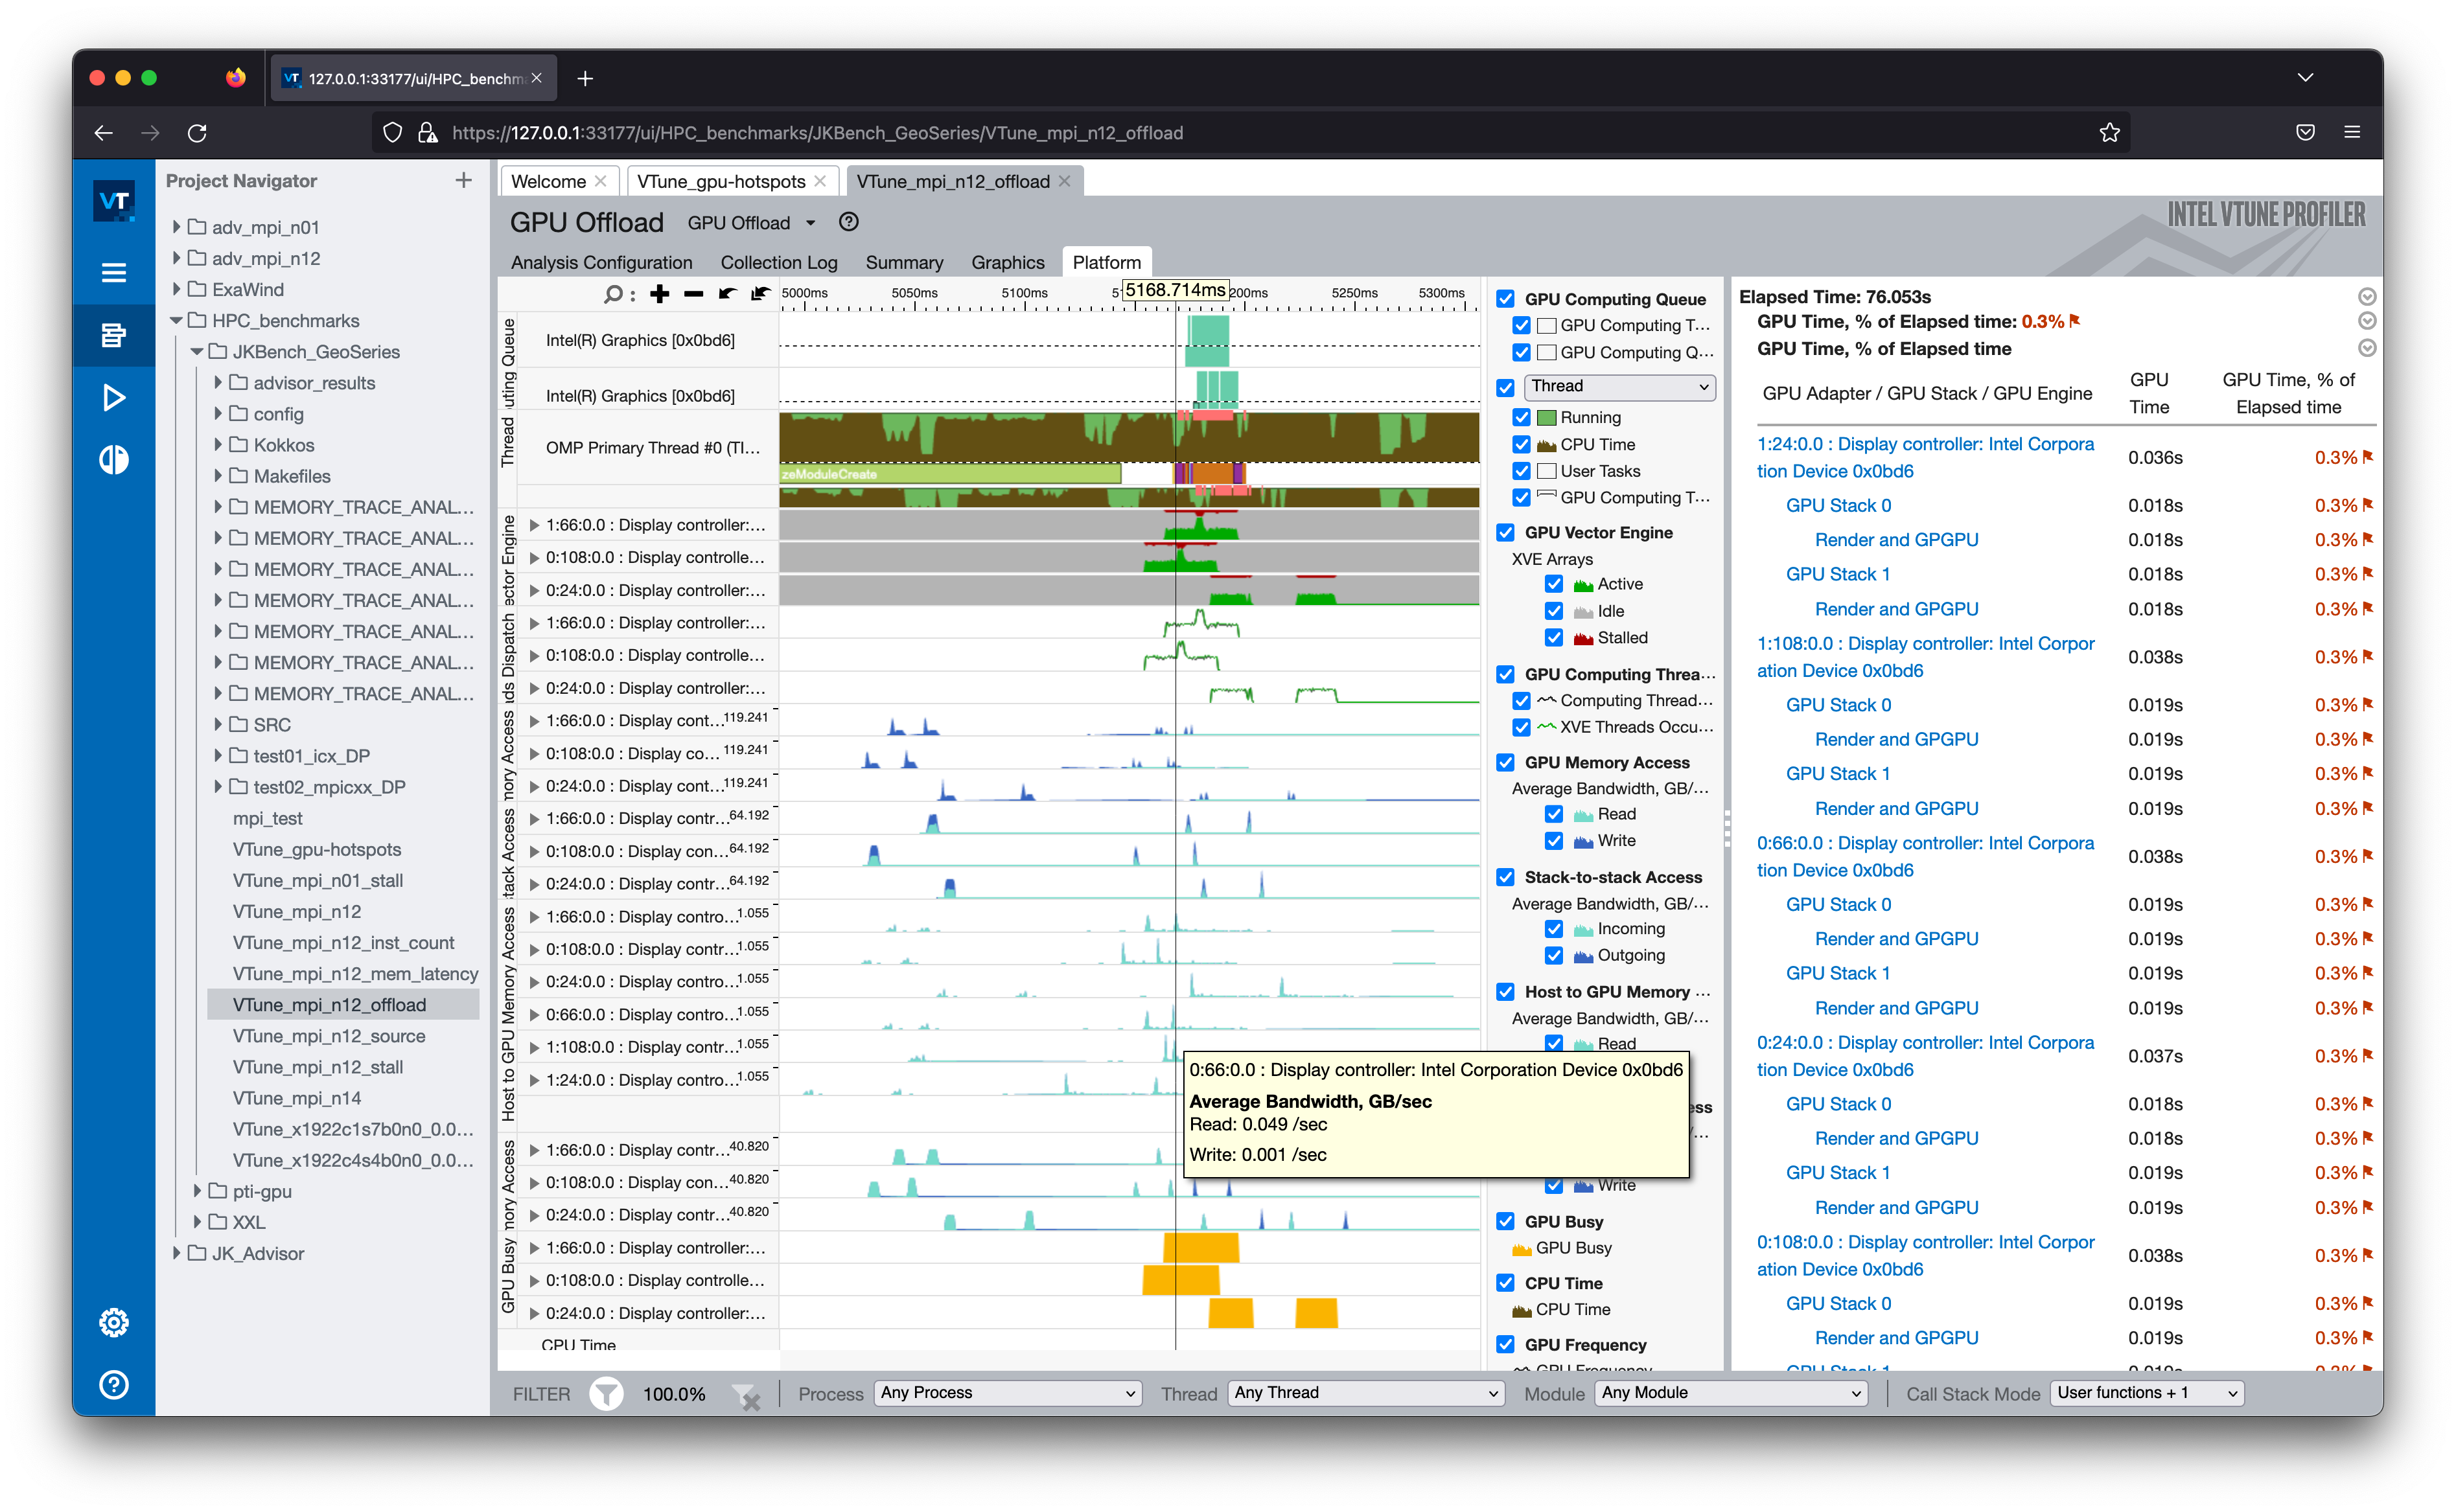 127.0.0.1:33177/ui/HPC_benchm
https://127.0.0.1:33177/ui/HPC_benchmarks/JKBench_GeoSeries/VTune_mpi_n12_offload
VT
Project Navigator
adv_mpi_n01
adv_mpi_n12
ExaWind
HPC_benchmarks
JKBench_GeoSeries
advisor_results
config
Kokkos
Makefiles
MEMORY_TRACE_ANAL...
MEMORY_TRACE_ANAL...
MEMORY_TRACE_ANAL...
MEMORY_TRACE_ANAL...
MEMORY_TRACE_ANAL...
MEMORY_TRACE_ANAL...
MEMORY_TRACE_ANAL...
SRC
test01_icx_DP
test02_mpicxx_DP
mpi_test
VTune_gpu-hotspots
VTune_mpi_n01_stall
VTune_mpi_n12
VTune_mpi_n12_inst_count
VTune_mpi_n12_mem_latency
VTune_mpi_n12_offload
VTune_mpi_n12_source
VTune_mpi_n12_stall
VTune_mpi_n14
VTune_x1922c1s7b0n0_0.0...
VTune_x1922c4s4b0n0_0.0...
pti-gpu
XXL
JK_Advisor
Welcome
VTune_gpu-hotspots
VTune_mpi_n12_offload
GPU Offload
GPU Offload
INTEL VTUNE PROFILER
Analysis Configuration
Collection Log
Summary
Graphics
Platform
5000ms 5050ms 5100ms 5168.714ms 200ms 5250ms 5300ms
uting Queue
Intel(R) Graphics [0x0bd6]
Intel(R) Graphics [0x0bd6]
Thread
OMP Primary Thread #0 (TI...
zeModuleCreate
ector Engine
1:66:0.0 : Display controller:...
0:108:0.0 : Display controlle...
0:24:0.0 : Display controller:...
ads Dispatch
1:66:0.0 : Display controller:...
0:108:0.0 : Display controlle...
0:24:0.0 : Display controller:...
mory Access
1:66:0.0 : Display cont... 119.241
0:108:0.0 : Display co... 119.241
0:24:0.0 : Display cont... 119.241
stack Access
1:66:0.0 : Display contr... 64.192
0:108:0.0 : Display con... 64.192
0:24:0.0 : Display contr... 64.192
Host to GPU Memory Access
1:66:0.0 : Display contro... 1.055
0:108:0.0 : Display contr... 1.055
0:24:0.0 : Display contro... 1.055
0:66:0.0 : Display contro... 1.055
1:108:0.0 : Display contr... 1.055
1:24:0.0 : Display contro... 1.055
mory Access
1:66:0.0 : Display contr... 40.820
0:108:0.0 : Display con... 40.820
0:24:0.0 : Display contr... 40.820
GPU Busy
1:66:0.0 : Display controller:...
0:108:0.0 : Display controlle...
0:24:0.0 : Display controller:...
CPU Time
GPU Computing Queue
GPU Computing T...
GPU Computing Q...
Thread
Running
CPU Time
User Tasks
GPU Computing T...
GPU Vector Engine
XVE Arrays
Active
Idle
Stalled
GPU Computing Threa...
Computing Thread...
XVE Threads Occu...
GPU Memory Access
Average Bandwidth, GB/...
Read
Write
Stack-to-stack Access
Average Bandwidth, GB/...
Incoming
Outgoing
Host to GPU Memory ...
Average Bandwidth, GB/...
Read
0:66:0.0 : Display controller: Intel Corporation Device 0x0bd6
Average Bandwidth, GB/sec
Read: 0.049 /sec
Write: 0.001 /sec
ess
Write
GPU Busy
GPU Busy
CPU Time
CPU Time
GPU Frequency
GPU Frequency
Elapsed Time: 76.053s
GPU Time, % of Elapsed time: 0.3%
GPU Time, % of Elapsed time
GPU Adapter / GPU Stack / GPU Engine
GPU Time
GPU Time, % of Elapsed time
1:24:0.0 : Display controller: Intel Corpora
tion Device 0x0bd6 0.036s 0.3%
GPU Stack 0 0.018s 0.3%
Render and GPGPU 0.018s 0.3%
GPU Stack 1 0.018s 0.3%
Render and GPGPU 0.018s 0.3%
1:108:0.0 : Display controller: Intel Corpor
ation Device 0x0bd6 0.038s 0.3%
GPU Stack 0 0.019s 0.3%
Render and GPGPU 0.019s 0.3%
GPU Stack 1 0.019s 0.3%
Render and GPGPU 0.019s 0.3%
0:66:0.0 : Display controller: Intel Corpora
tion Device 0x0bd6 0.038s 0.3%
GPU Stack 0 0.019s 0.3%
Render and GPGPU 0.019s 0.3%
GPU Stack 1 0.019s 0.3%
Render and GPGPU 0.019s 0.3%
0:24:0.0 : Display controller: Intel Corpora
tion Device 0x0bd6 0.037s 0.3%
GPU Stack 0 0.018s 0.3%
Render and GPGPU 0.018s 0.3%
GPU Stack 1 0.019s 0.3%
Render and GPGPU 0.019s 0.3%
0:108:0.0 : Display controller: Intel Corpor
ation Device 0x0bd6 0.038s 0.3%
GPU Stack 0 0.019s 0.3%
Render and GPGPU 0.019s 0.3%
GPU Stack 1 0.019s 0.3%
FILTER 100.0% Process Any Process Thread Any Thread Module Any Module Call Stack Mode User functions + 1